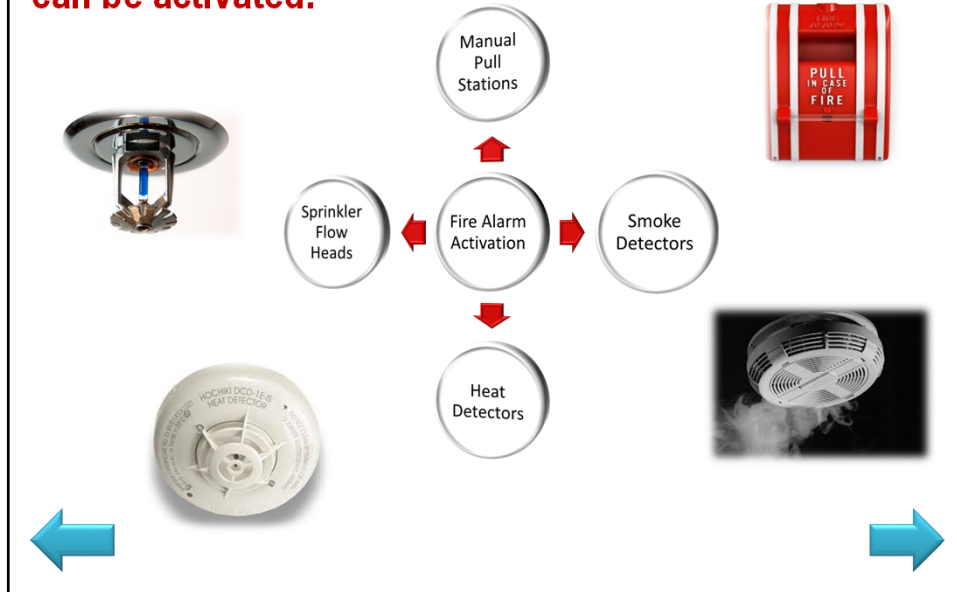 can be activated:
Manual
Pull
Stations
PULL
IN CASE
OF
FIRE
Sprinkler
Flow
Heads
Fire Alarm
Activation
Smoke
Detectors
Heat
Detectors
HOCHIKI DCD-1E-IS
HEAT DETECTOR